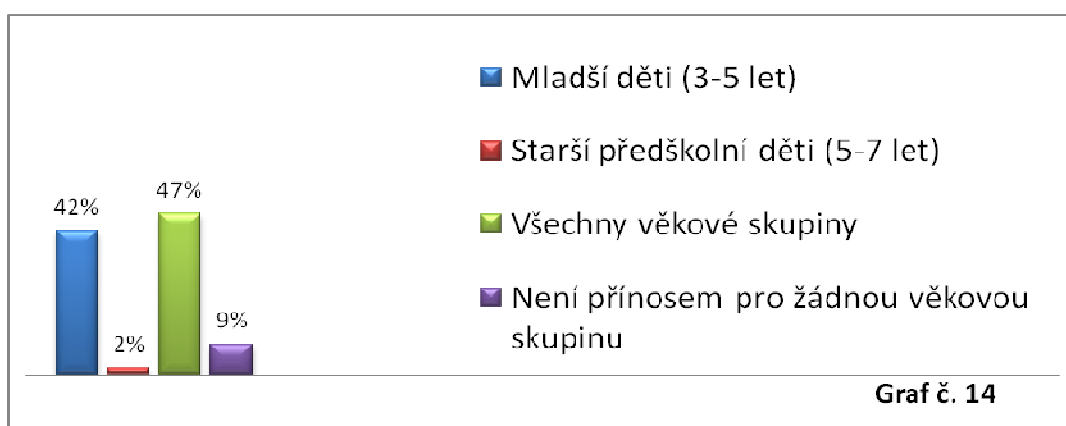 42%
2%
47%
9%
Mladší děti (3-5 let)
Starší předškolní děti (5-7 let)
Všechny věkové skupiny
Není přínosem pro žádnou věkovou
skupinu
Graf č. 14